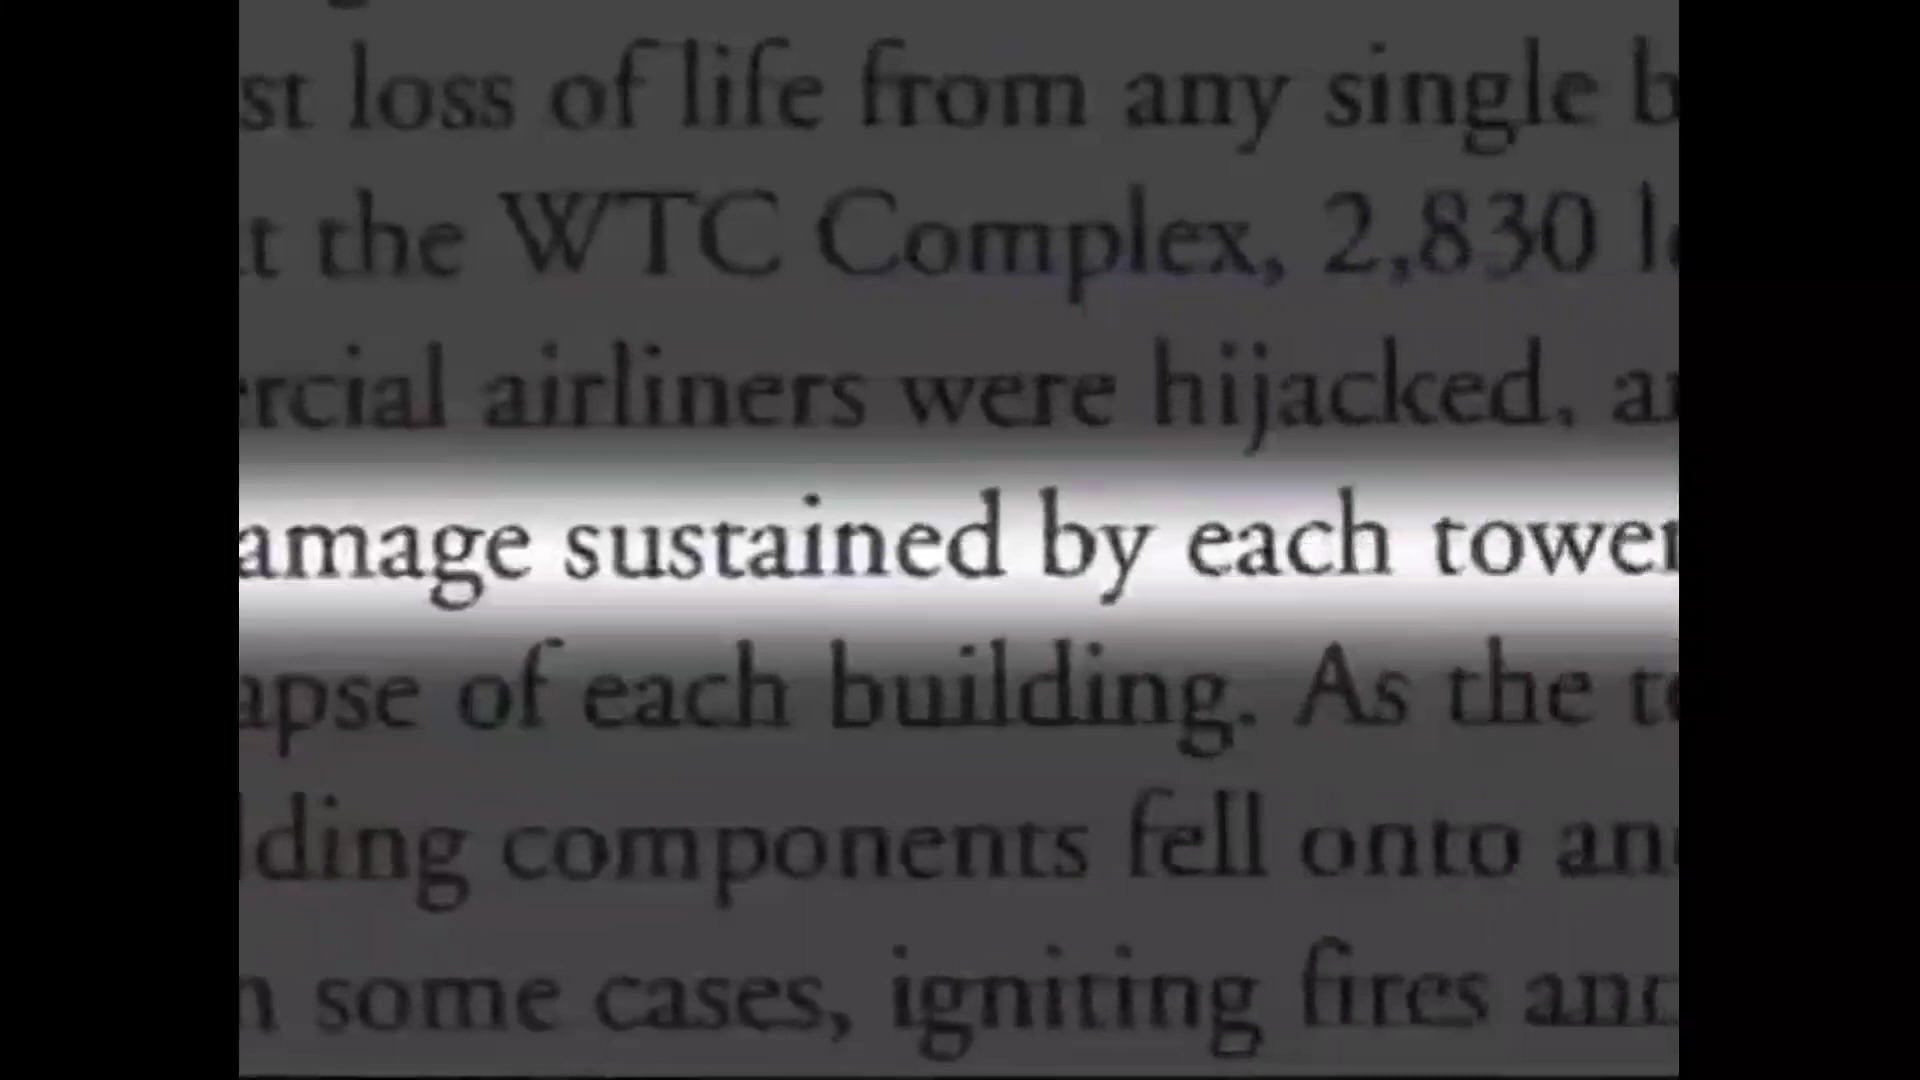 st loss of life from any single b
t the WTC Complex, 2,830 l
ercial airliners were hijacked, a
amage sustained by each tower
apse of each building. As the t
lding components fell onto an
n some cases, igniting fires and